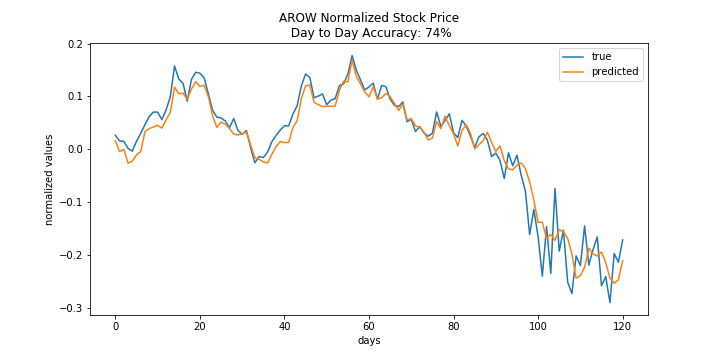 AROW Normalized Stock Price
Day to Day Accuracy: 74%
true
predicted
normalized values
0.2
0.1
0.0
−0.1
−0.2
−0.3
0
20
40
60
80
100
120
days